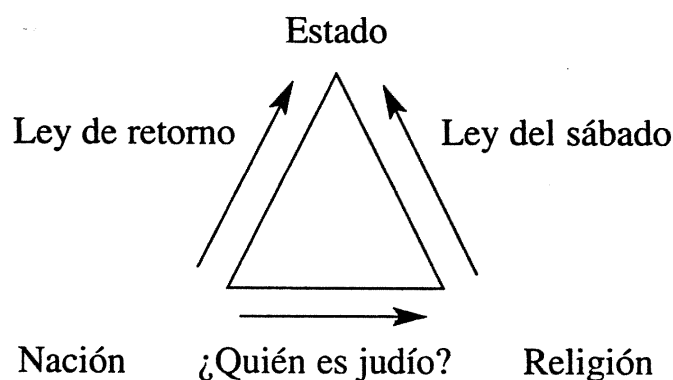 Estado
Ley de retorno
Ley del sábado
Nación
¿Quién es judío?
Religión